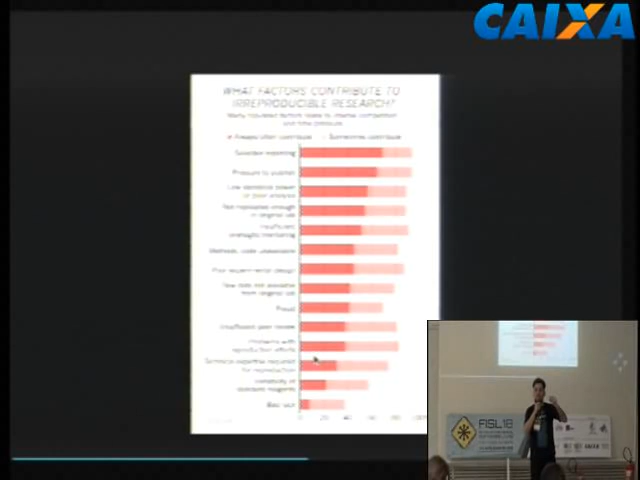 CAIXA
WHAT FACTORS CONTRIBUTE TO
IRREPRODUCIBLE RESEARCH?
Many top-rated factors relate to intense competition
and time pressure.
Always/often contribute
Sometimes contribute
Selective reporting
Pressure to publish
Low statistical power
or poor analysis
Not replicated enough
in original lab
Insufficient
oversight/mentoring
Methods, code unavailable
Poor experimental design
Raw data not available
from original lab
Fraud
Insufficient peer review
Problems with
reproduction efforts
Technical expertise required
for reproduction
Variability of
standard reagents
Bad luck
0 20 40 60 80 100%
FISL18